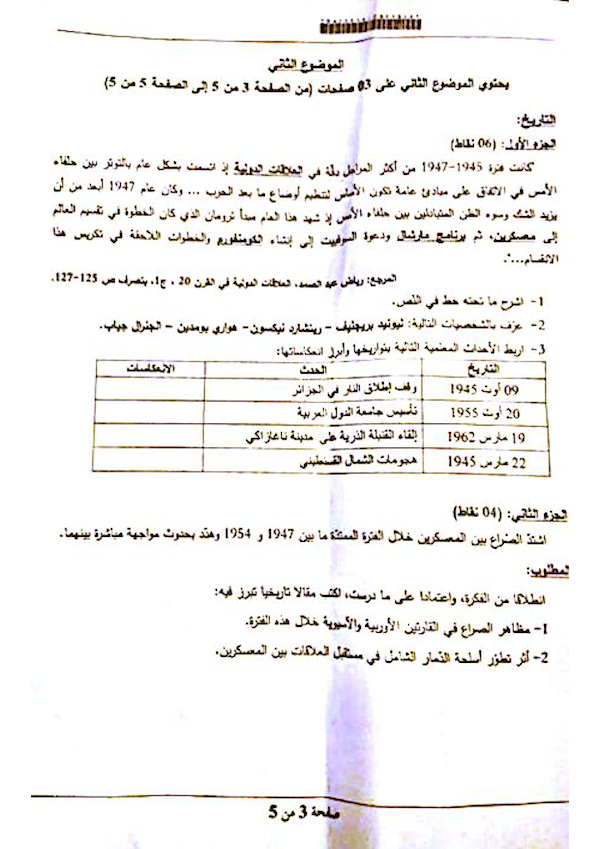 الموضوع الثاني
يحتوي الموضوع الثاني على 03 صفحات (من الصفحة 3 من 5 إلى الصفحة 5 من 5)
التاريخ:
الجزء الأول: (06 نقاط)
كانت فترة 1945-1947 من أكثر المراحل دقة في العلاقات الدولية إذ اتسمت بشكل عام بالتوتر بين حلفاء
الأمس في الاتفاق على مبادئ عامة تكون الأساس لتنظيم أوضاع ما بعد الحرب ... وكان عام 1947 أبعد من أن
يزيد الشك وسوء الظن المتبادلين بين حلفاء الأمس إذ شهد هذا العام مبدأ ترومان الذي كان الخطوة في تقسيم العالم
إلى معسكرين، ثم برنامج مارشال ودعوة السوفييت إلى إنشاء الكومنفورم والخطوات اللاحقة في تكريس هذا
الانقسام...".
المرجع: رياض عبد الصمد، العلاقات الدولية في القرن 20 ، ج1، بتصرف ص 125-127.
1- اشرح ما تحته خط في النص.
2- عرّف بالشخصيات التالية: ليونيد بريجنيف - ريتشارد نيكسون- هواري بومدين - الجنرال جياب.
3- اربط الأحداث المعلمية التالية بتواريخها وأبرز انعكاساتها:
التاريخ الحدث الانعكاسات
09 أوت 1945 وقف إطلاق النار في الجزائر
20 أوت 1955 تأسيس جامعة الدول العربية
19 مارس 1962 إلقاء القنبلة الذرية على مدينة ناغازاكي
22 مارس 1945 هجومات الشمال القسنطيني
الجزء الثاني: (04 نقاط)
اشتدّ الصراع بين المعسكرين خلال الفترة الممتدّة ما بين 1947 و 1954 وهدّد بحدوث مواجهة مباشرة بينهما.
المطلوب:
انطلاقا من الفكرة، واعتمادا على ما درست، اكتب مقالا تاريخيا تبرز فيه:
1- مظاهر الصراع في القارتين الأوربية والآسيوية خلال هذه الفترة.
2- أثر تطوّر أسلحة الدّمار الشامل في مستقبل العلاقات بين المعسكرين.
صفحة 3 من 5